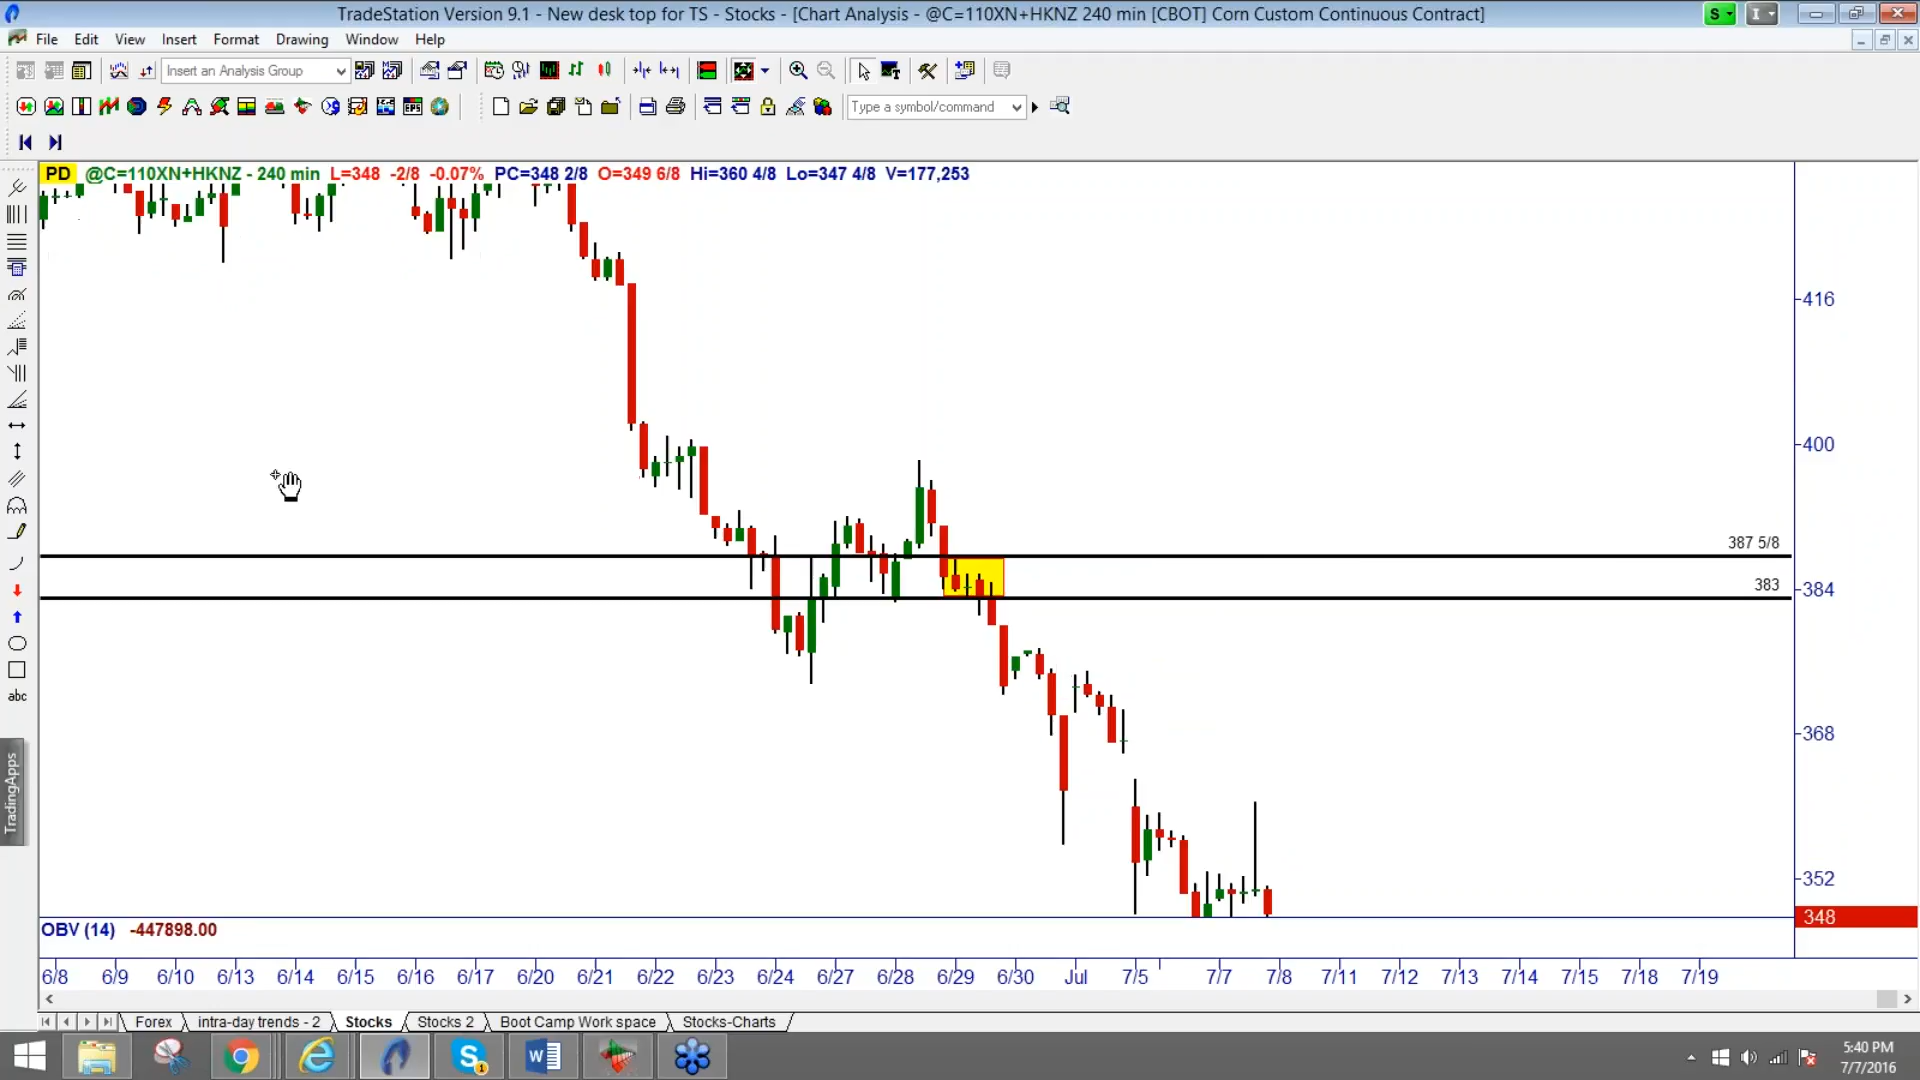 TradeStation Version 9.1 - New desk top for TS - Stocks - [Chart Analysis - @C=110XN+HKNZ 240 min [CBOT] Corn Custom Continuous Contract]
S
I
File Edit View Insert Format Drawing Window Help
Insert an Analysis Group
EPS
Type a symbol/command
PD @C=110XN+HKNZ - 240 min L=348 -2/8 -0.07% PC=348 2/8 O=349 6/8 Hi=360 4/8 Lo=347 4/8 V=177,253
416
400
387 5/8
383
384
368
352
348
abc
TradingApps
OBV (14) -447898.00
6/8 6/9 6/10 6/13 6/14 6/15 6/16 6/17 6/20 6/21 6/22 6/23 6/24 6/27 6/28 6/29 6/30 Jul 7/5 7/7 7/8 7/11 7/12 7/13 7/14 7/15 7/18 7/19
Forex intra-day trends - 2 Stocks Stocks 2 Boot Camp Work space Stocks-Charts
5:40 PM
7/7/2016